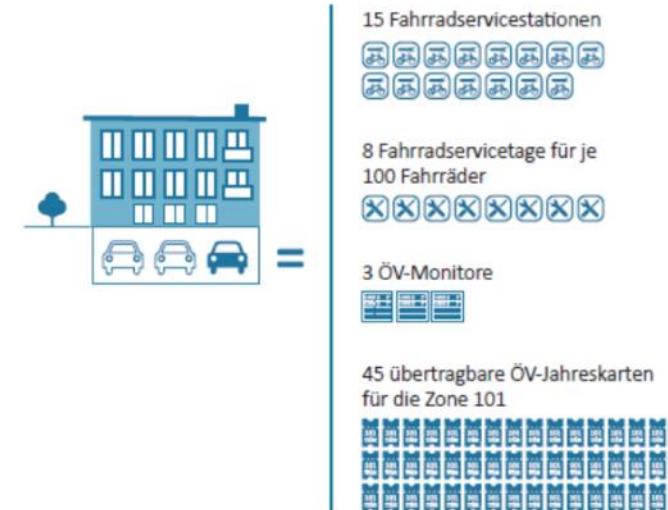 15 Fahrradservicestationen
8 Fahrradservicetage für je
100 Fahrräder
3 ÖV-Monitore
45 übertragbare ÖV-Jahreskarten
für die Zone 101